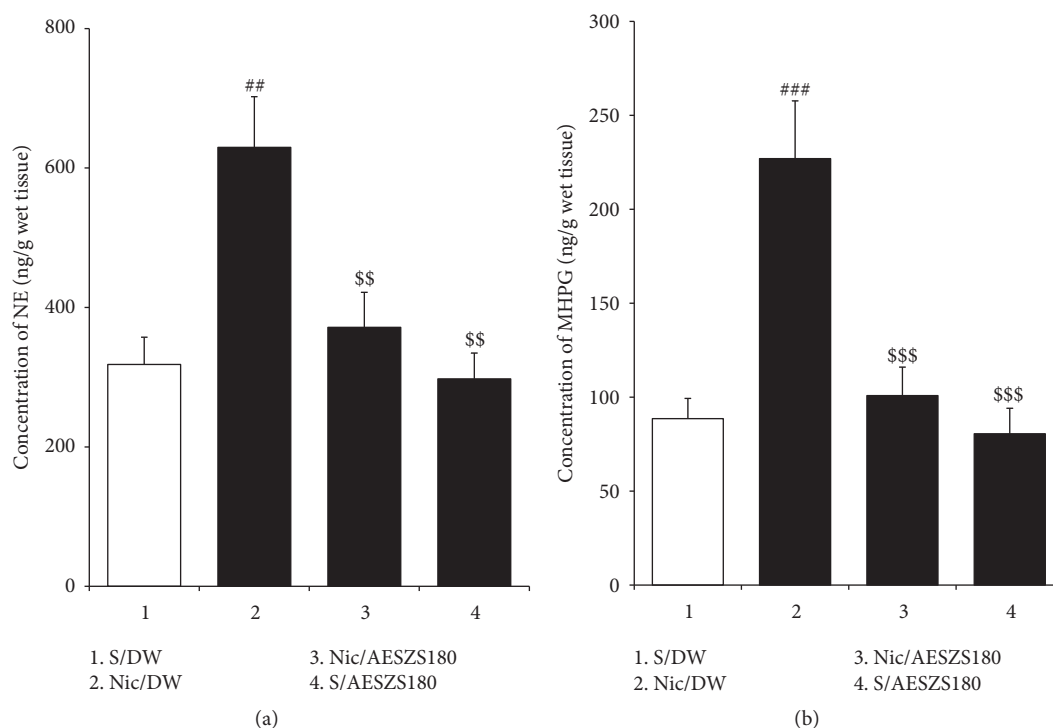 Concentration of NE (ng/g wet tissue)
800
600
400
200
0
##
$$
$$
1 2 3 4
1. S/DW
2. Nic/DW
3. Nic/AESZS180
4. S/AESZS180
(a)
Concentration of MHPG (ng/g wet tissue)
300
250
200
150
100
50
0
###
$$$
$$$
1 2 3 4
1. S/DW
2. Nic/DW
3. Nic/AESZS180
4. S/AESZS180
(b)